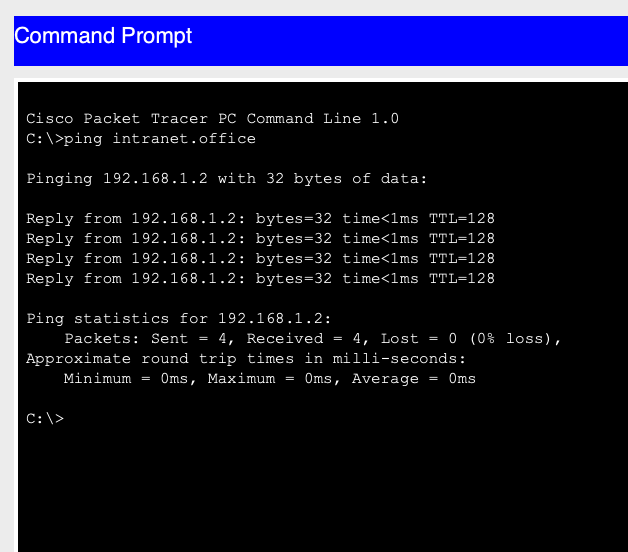 Command Prompt
Cisco Packet Tracer PC Command Line 1.0
C:\>ping intranet.office
Pinging 192.168.1.2 with 32 bytes of data:
Reply from 192.168.1.2: bytes=32 time<1ms TTL=128
Reply from 192.168.1.2: bytes=32 time<1ms TTL=128
Reply from 192.168.1.2: bytes=32 time<1ms TTL=128
Reply from 192.168.1.2: bytes=32 time<1ms TTL=128
Ping statistics for 192.168.1.2:
Packets: Sent = 4, Received = 4, Lost = 0 (0% loss),
Approximate round trip times in milli-seconds:
Minimum = 0ms, Maximum = 0ms, Average = 0ms
C:\>